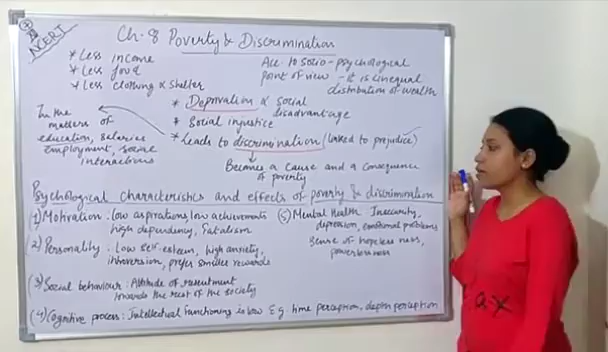 NCERT
Ch-8 Poverty & Discrimination
* Less income
* Less food
* Less clothing & shelter
Acc to socio-psychological
point of view - it is unequal
distribution of wealth
* Deprivation & social
disadvantage
* Social injustice
* Leads to discrimination (linked to prejudice)
In the
matters of
education, salaries
employment, social
interactions
Becomes a cause and a consequence
of poverty
Psychological characteristics and effects of poverty & discrimination
(1) Motivation : Low aspirations, low achievements
high dependency, Fatalism
(2) Personality : Low self-esteem, high anxiety,
introversion, prefer smaller rewards
(3) Social behaviour : Attitude of resentment
towards the rest of the society
(4) Cognitive process : Intellectual functioning is low E.g. time perception, depth perception
(5) Mental Health Insecurity,
depression, emotional problems
sense of hopelessness,
powerlessness